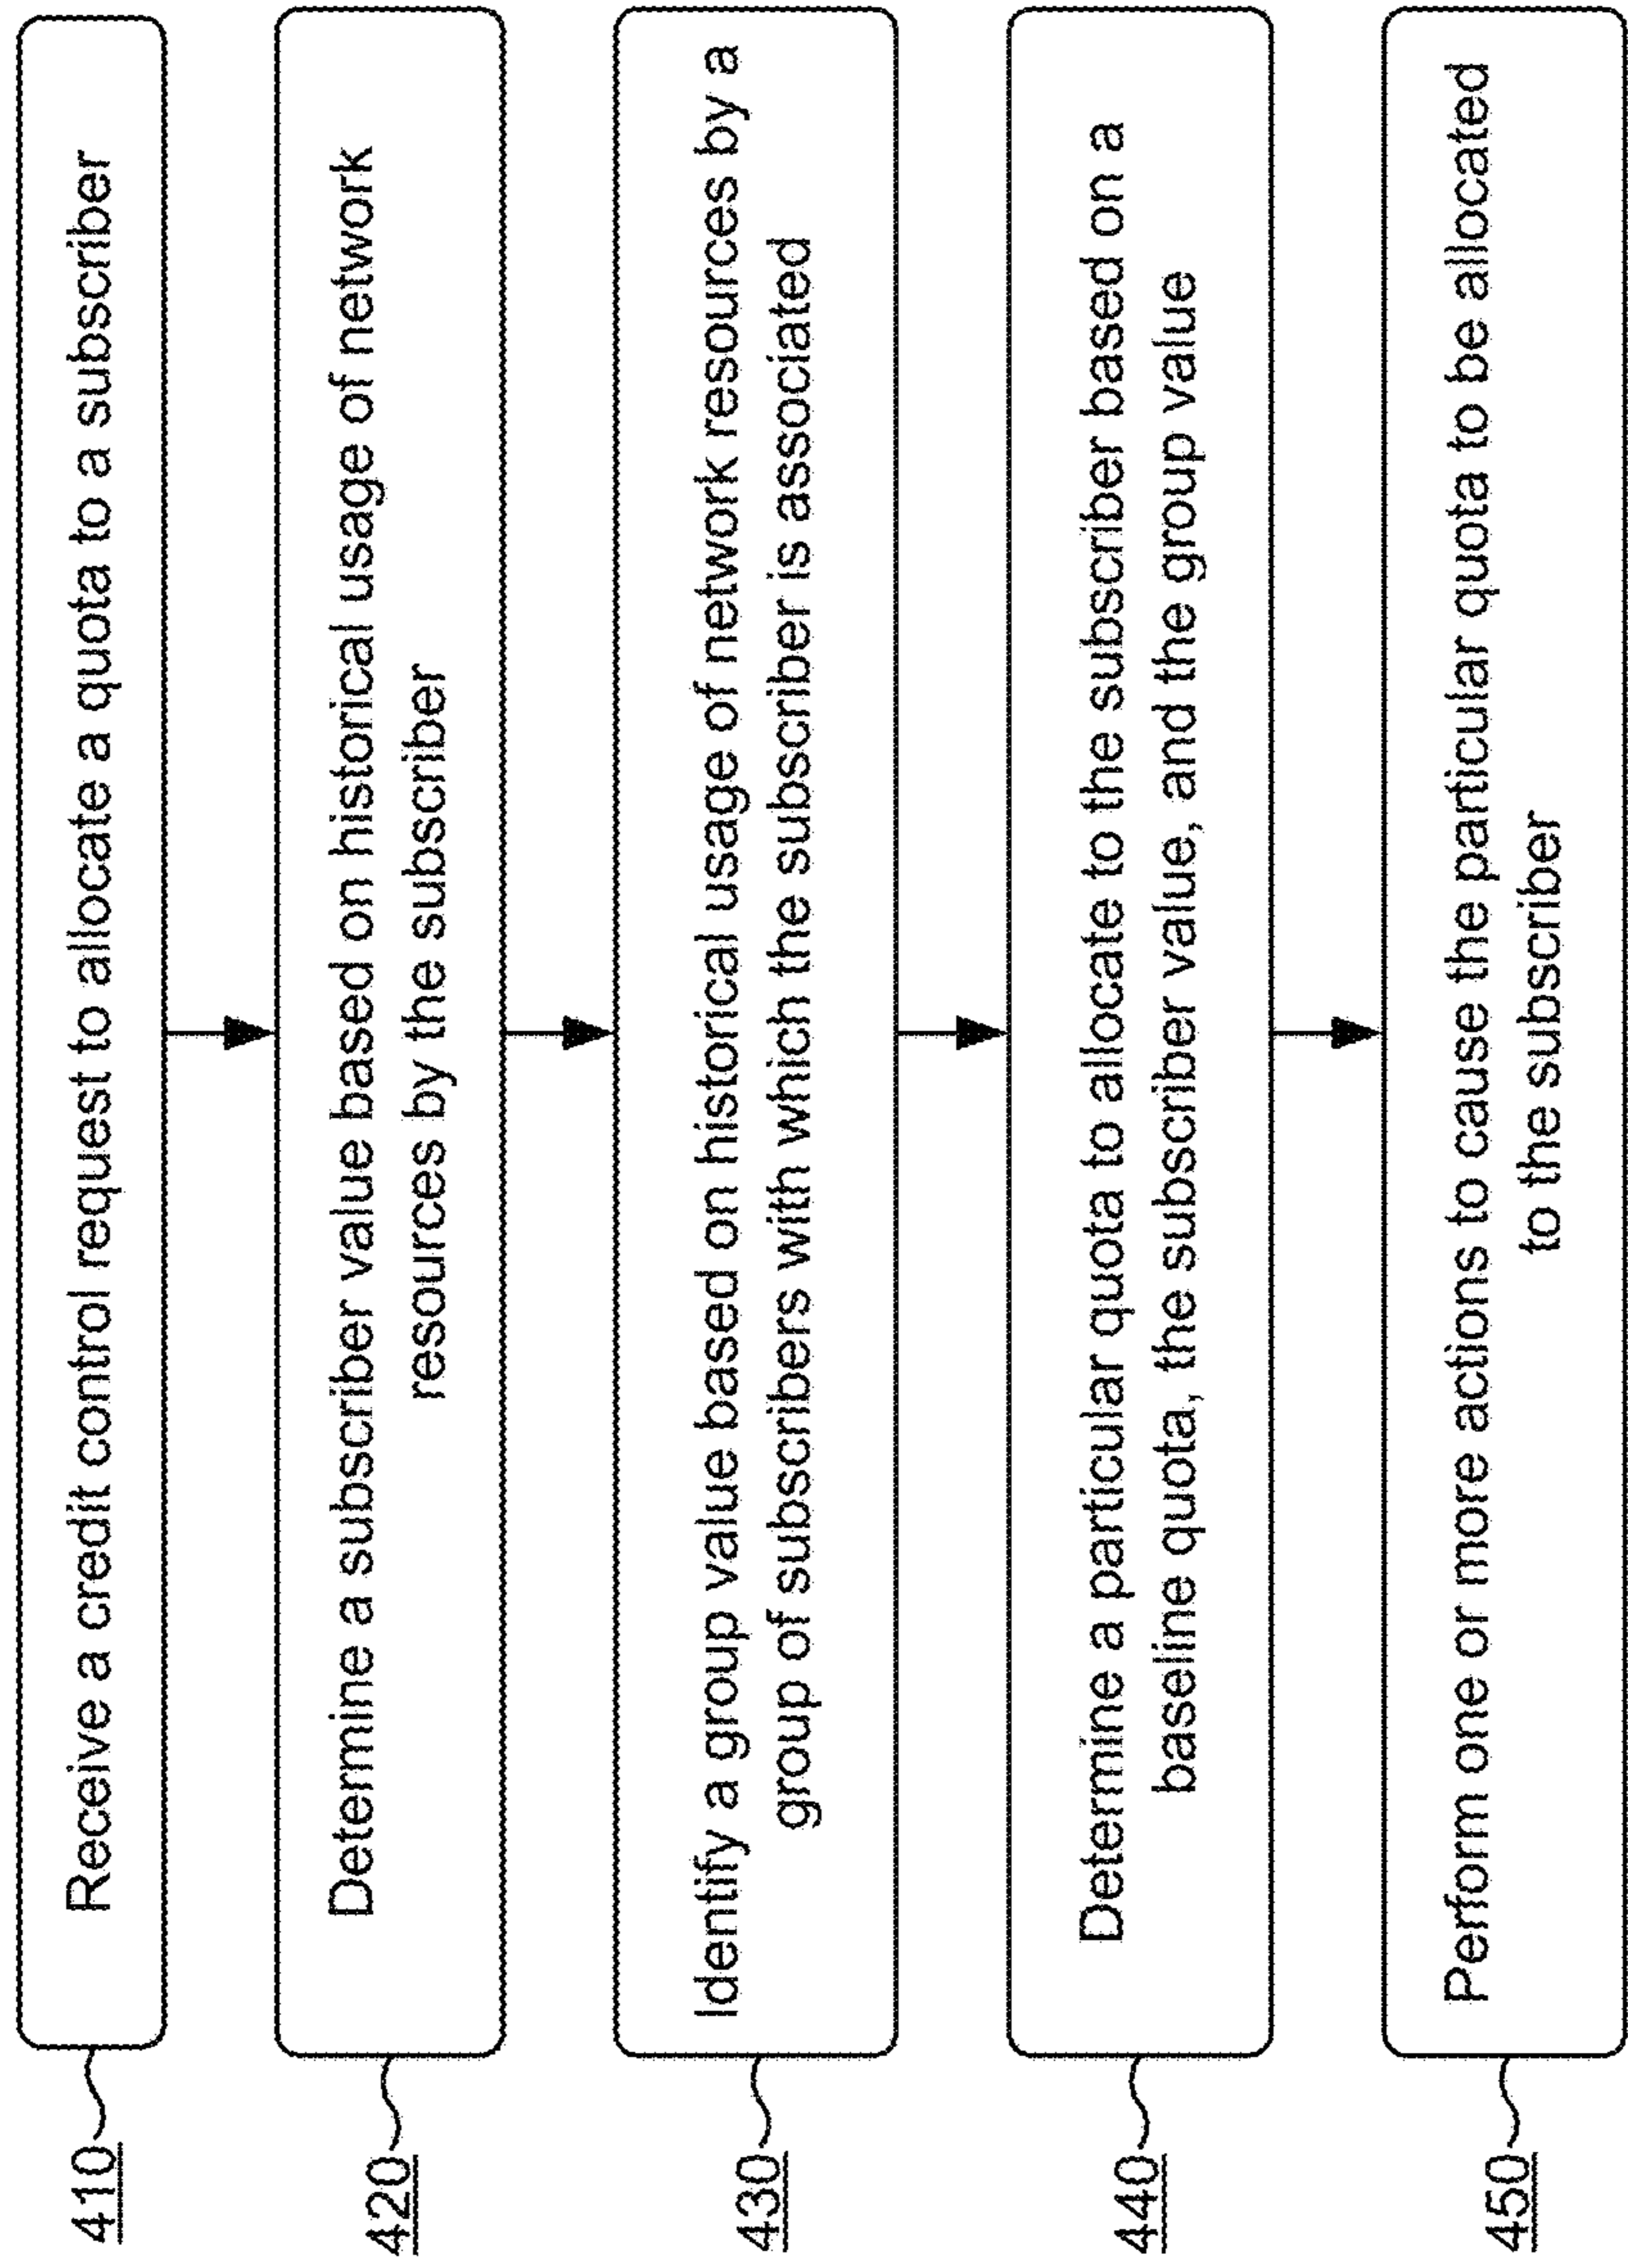 410
Receive a credit control request to allocate a quota to a subscriber
420
Determine a subscriber value based on historical usage of network
resources by the subscriber
430
Identify a group value based on historical usage of network resources by a
group of subscribers with which the subscriber is associated
440
Determine a particular quota to allocate to the subscriber based on a
baseline quota, the subscriber value, and the group value
450
Perform one or more actions to cause the particular quota to be allocated
to the subscriber